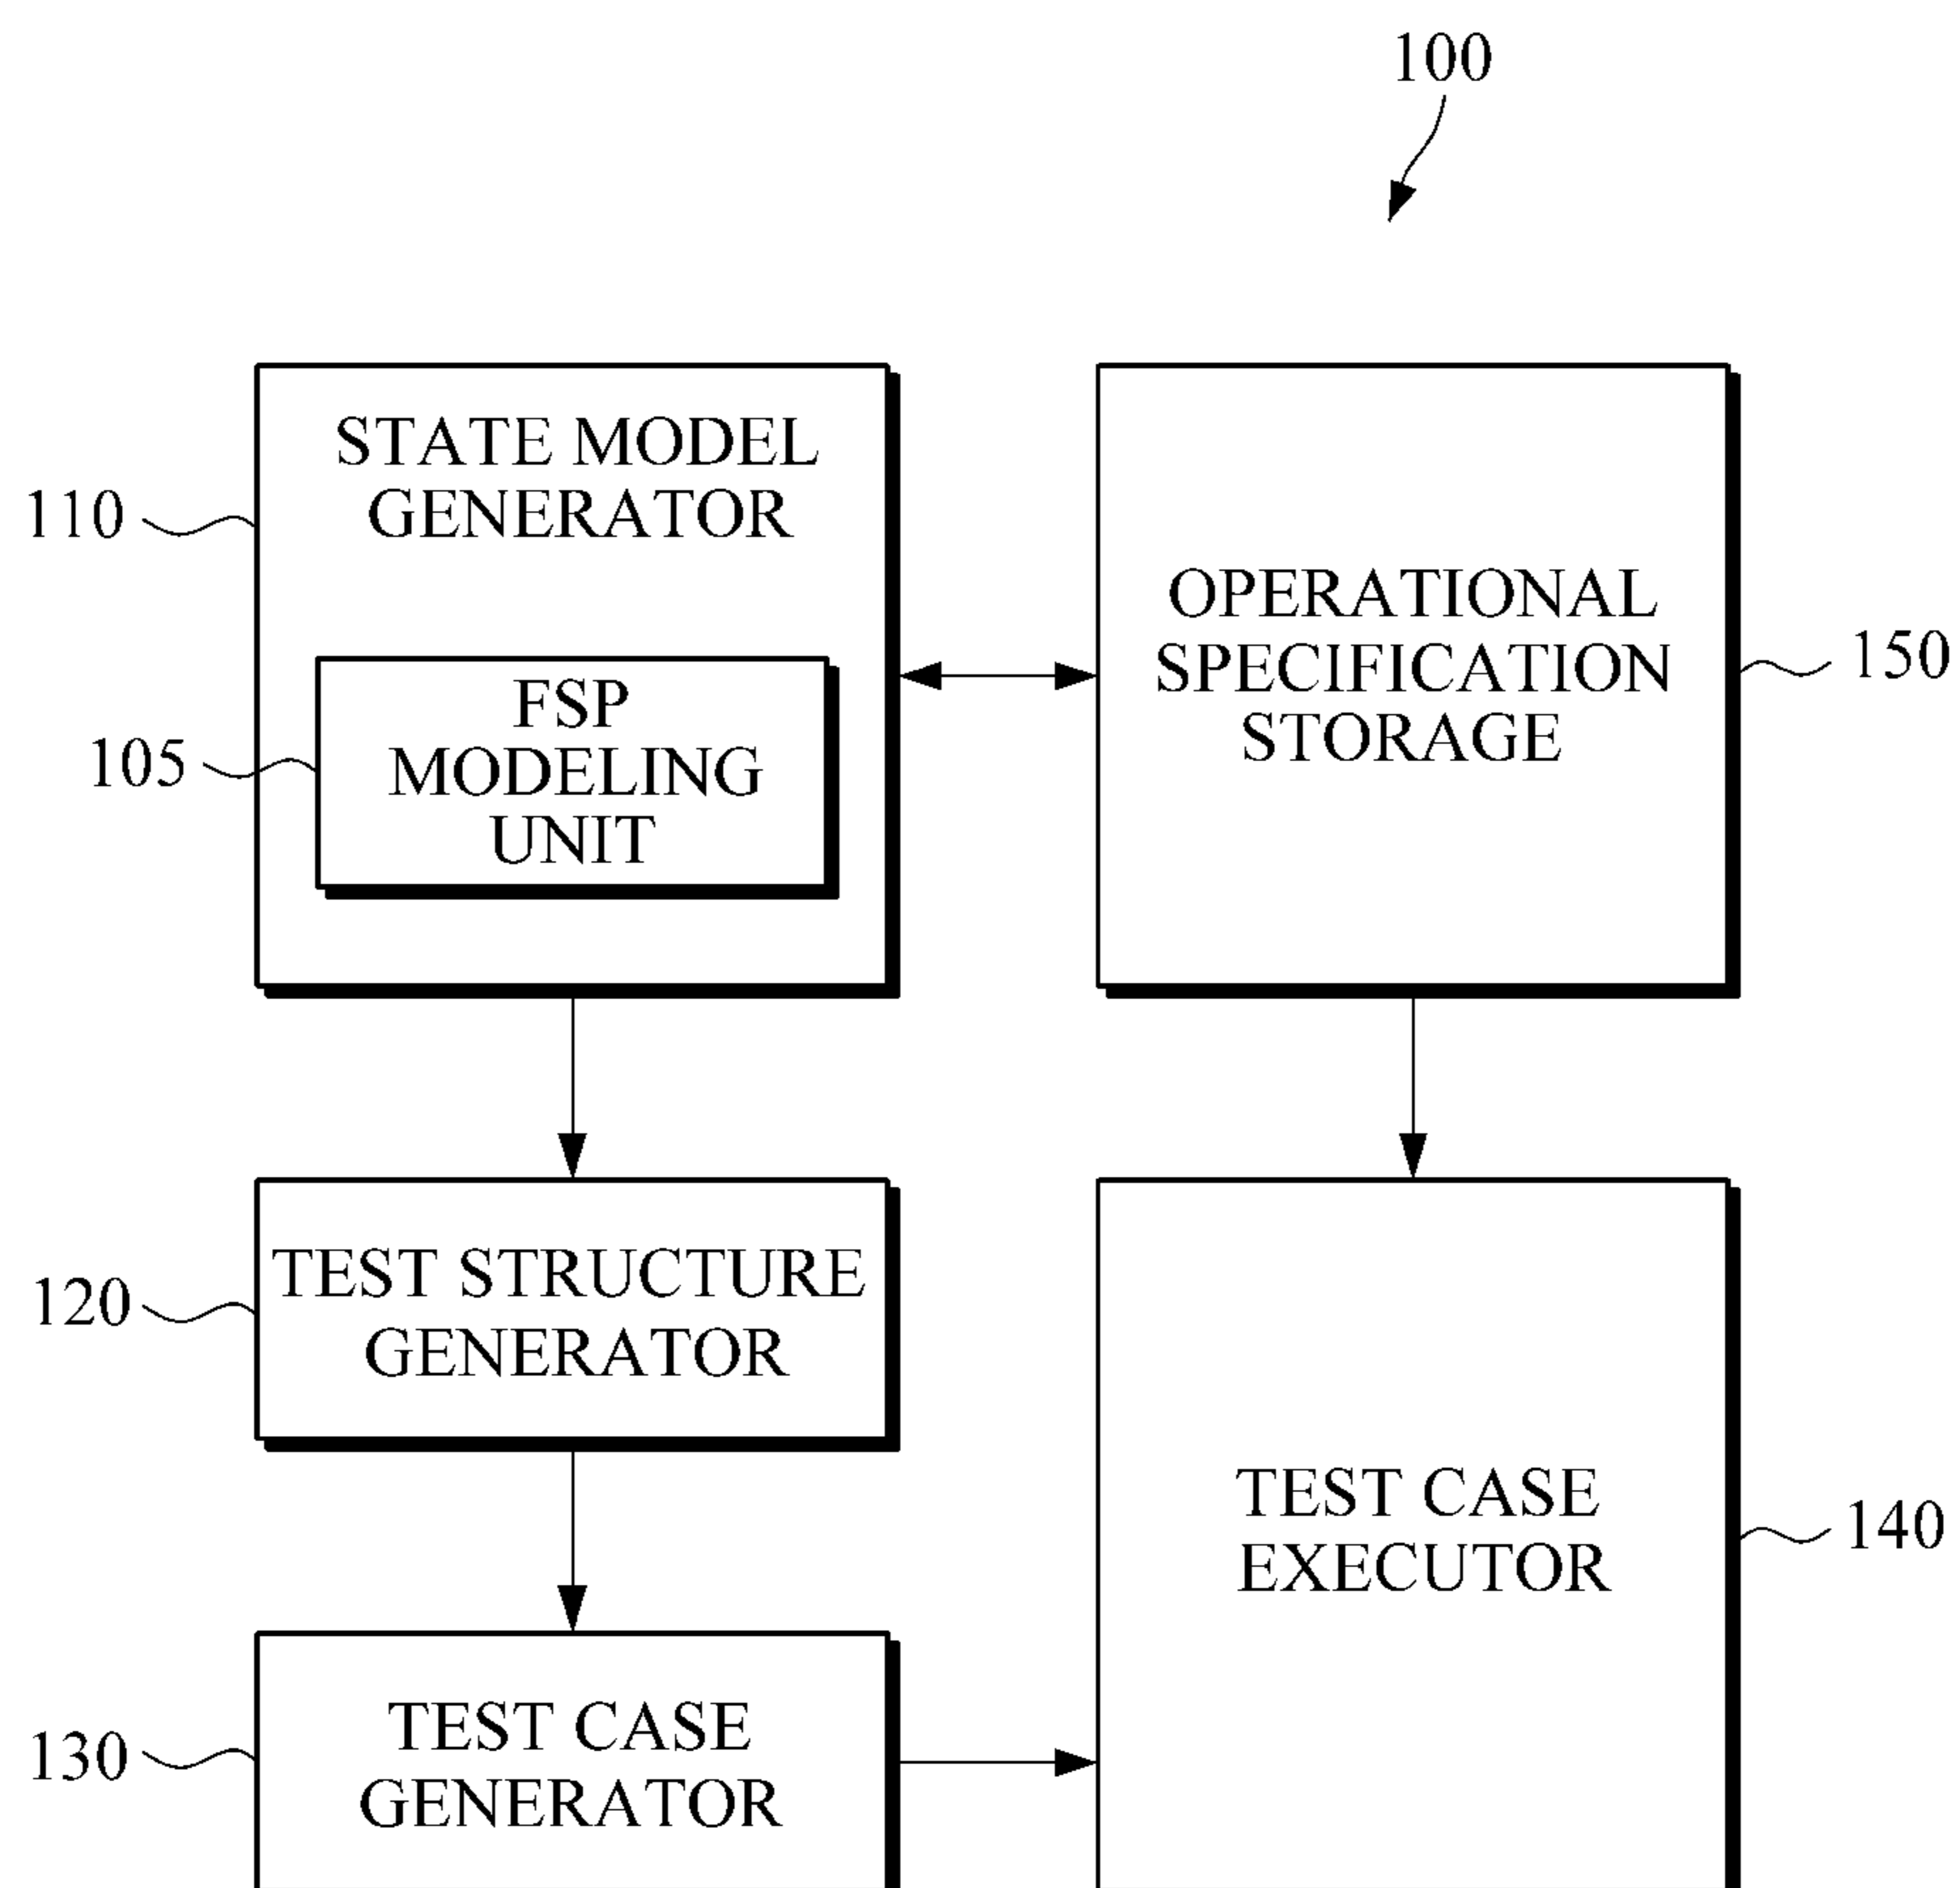 100
STATE MODEL
GENERATOR
110
FSP
MODELING
UNIT
105
OPERATIONAL
SPECIFICATION
STORAGE
150
TEST STRUCTURE
GENERATOR
120
TEST CASE
EXECUTOR
140
TEST CASE
GENERATOR
130